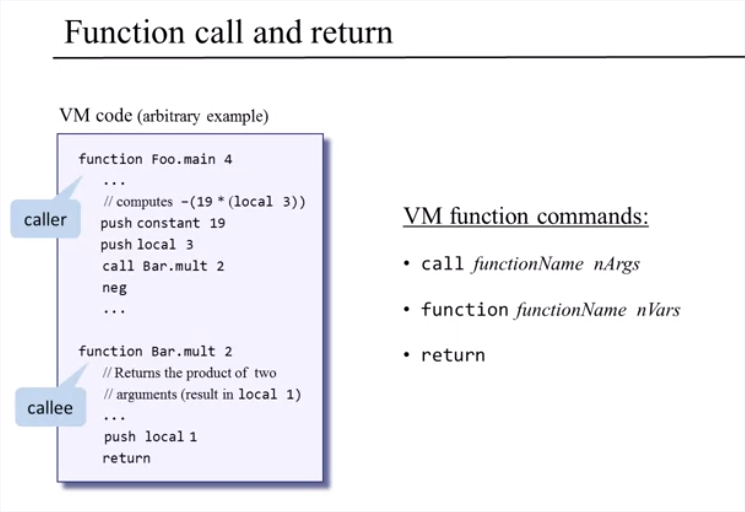 Function call and return
VM code (arbitrary example)
function Foo.main 4
...
// computes -(19 * (local 3))
push constant 19
push local 3
call Bar.mult 2
neg
...
caller
function Bar.mult 2
// Returns the product of two
// arguments (result in local 1)
...
push local 1
return
callee
VM function commands:
• call functionName nArgs
• function functionName nVars
• return